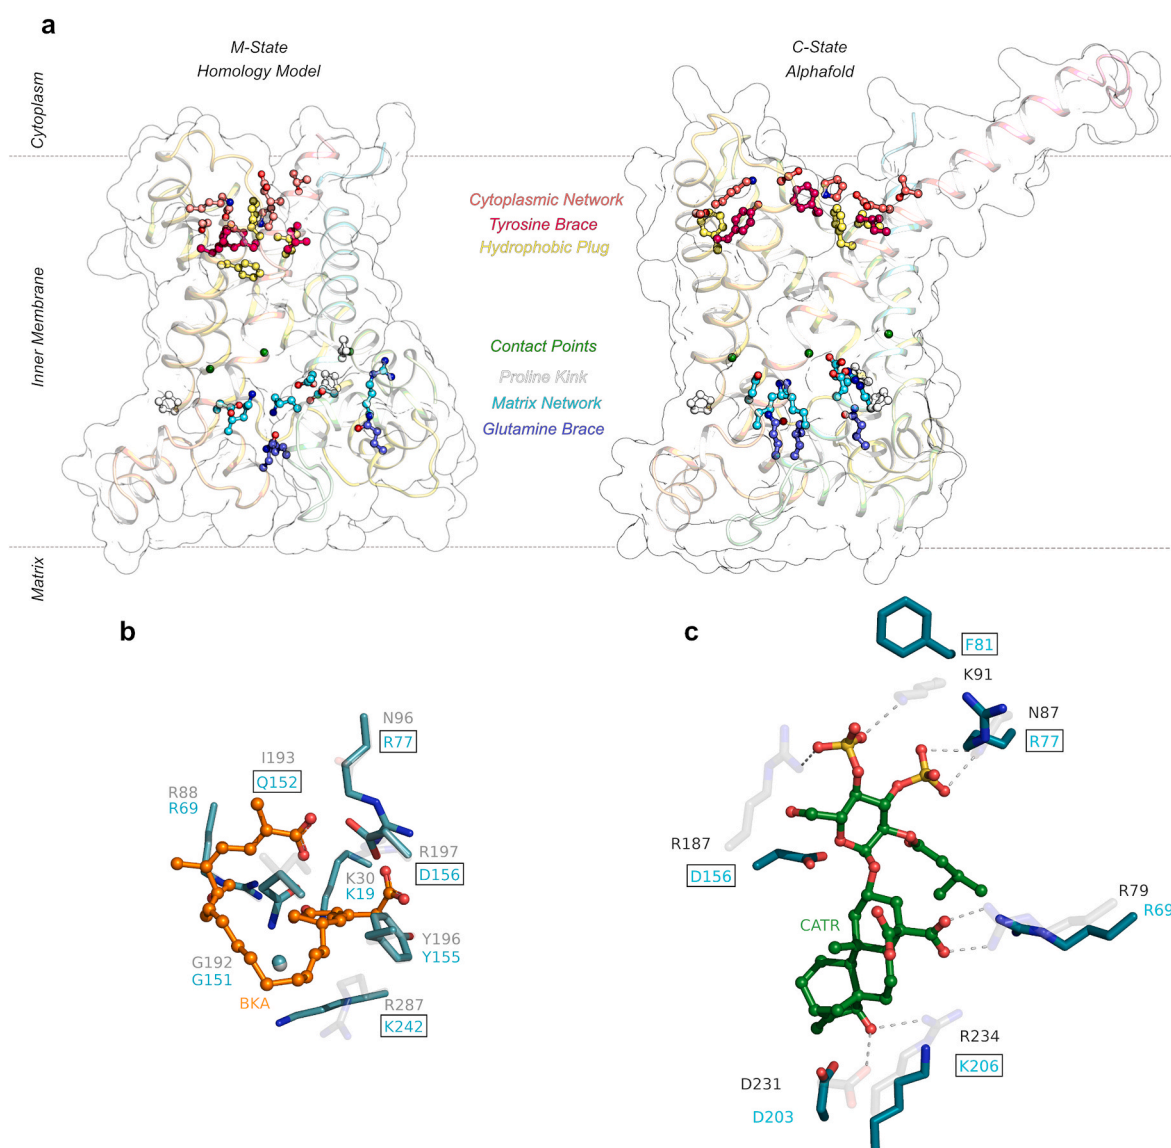 a
M-State
Homology Model
C-State
Alphafold
Cytoplasm
Inner Membrane
Matrix
Cytoplasmic Network
Tyrosine Brace
Hydrophobic Plug
Contact Points
Proline Kink
Matrix Network
Glutamine Brace
b
N96
R77
I193
Q152
R88
R69
R197
D156
K30
K19
Y196
Y155
G192
G151
BKA
R287
K242
c
F81
K91
N87
R77
R187
D156
R79
R69
CATR
R234
K206
D231
D203